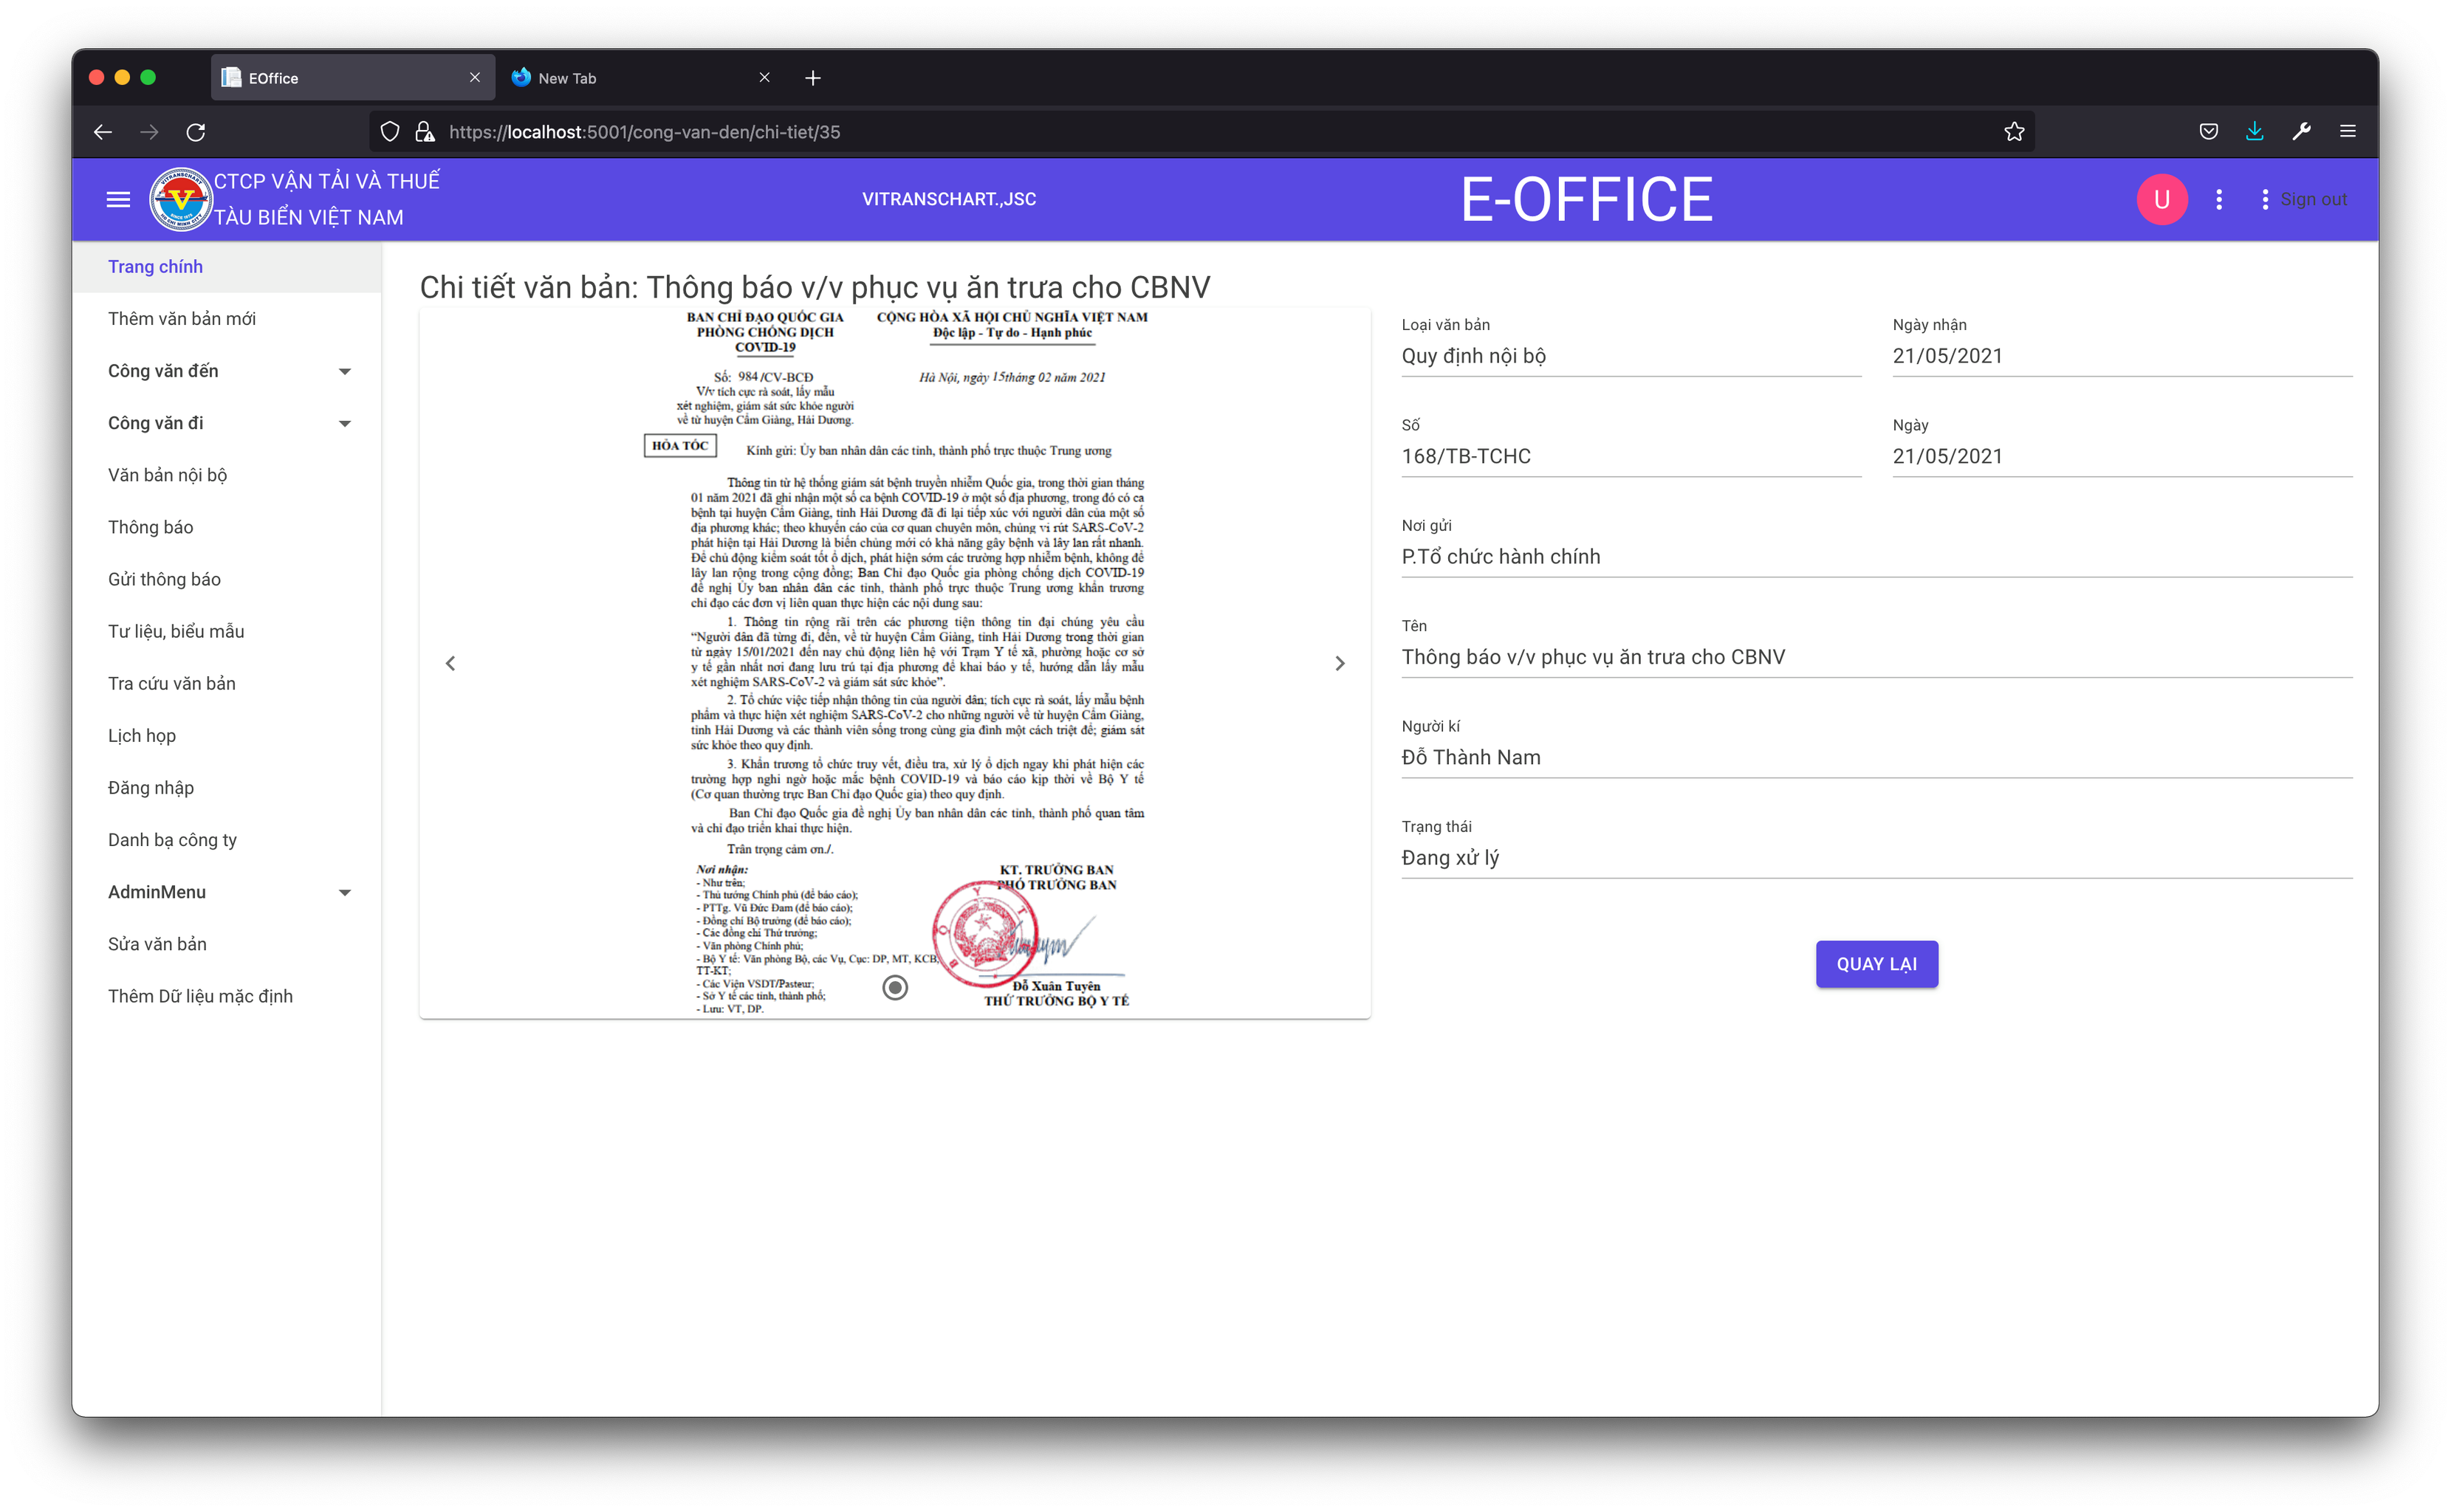 EOffice
New Tab
https://localhost:5001/cong-van-den/chi-tiet/35
CTCP VẬN TẢI VÀ THUẾ
TÀU BIỂN VIỆT NAM
VITRANSCHART.,JSC
E-OFFICE
U
Sign out
Trang chính
Thêm văn bản mới
Công văn đến
Công văn đi
Văn bản nội bộ
Thông báo
Gửi thông báo
Tư liệu, biểu mẫu
Tra cứu văn bản
Lịch họp
Đăng nhập
Danh bạ công ty
AdminMenu
Sửa văn bản
Thêm Dữ liệu mặc định
Chi tiết văn bản: Thông báo v/v phục vụ ăn trưa cho CBNV
BAN CHỈ ĐẠO QUỐC GIA
PHÒNG CHỐNG DỊCH
COVID-19
CỘNG HÒA XÃ HỘI CHỦ NGHĨA VIỆT NAM
Độc lập - Tự do - Hạnh phúc
Số: 984 /CV-BCĐ
Hà Nội, ngày 15tháng 02 năm 2021
V/v tích cực rà soát, lấy mẫu
xét nghiệm, giám sát sức khỏe người
về từ huyện Cẩm Giàng, Hải Dương.
HỎA TỐC
Kính gửi: Ủy ban nhân dân các tỉnh, thành phố trực thuộc Trung ương
Thông tin từ hệ thống giám sát bệnh truyền nhiễm Quốc gia, trong thời gian tháng
01 năm 2021 đã ghi nhận một số ca bệnh COVID-19 ở một số địa phương, trong đó có ca
bệnh tại huyện Cẩm Giàng, tỉnh Hải Dương đã đi lại tiếp xúc với người dân của một số
địa phương khác; theo khuyến cáo của cơ quan chuyên môn, chủng vi rút SARS-CoV-2
phát hiện tại Hải Dương là biến chủng mới có khả năng gây bệnh và lây lan rất nhanh.
Để chủ động kiểm soát tốt ổ dịch, phát hiện sớm các trường hợp nhiễm bệnh, không để
lây lan rộng trong cộng đồng; Ban Chỉ đạo Quốc gia phòng chống dịch COVID-19
đề nghị Ủy ban nhân dân các tỉnh, thành phố trực thuộc Trung ương khẩn trương
chỉ đạo các đơn vị liên quan thực hiện các nội dung sau:
1. Thông tin rộng rãi trên các phương tiện thông tin đại chúng yêu cầu
“Người dân đã từng đi, đến, về từ huyện Cẩm Giàng, tỉnh Hải Dương trong thời gian
từ ngày 15/01/2021 đến nay chủ động liên hệ với Trạm Y tế xã, phường hoặc cơ sở
y tế gần nhất nơi đang lưu trú tại địa phương để khai báo y tế, hướng dẫn lấy mẫu
xét nghiệm SARS-CoV-2 và giám sát sức khỏe”.
2. Tổ chức việc tiếp nhận thông tin của người dân; tích cực rà soát, lấy mẫu bệnh
phẩm và thực hiện xét nghiệm SARS-CoV-2 cho những người về từ huyện Cẩm Giàng,
tỉnh Hải Dương và các thành viên sống trong cùng gia đình một cách triệt để; giám sát
sức khỏe theo quy định.
3. Khẩn trương tổ chức truy vết, điều tra, xử lý ổ dịch ngay khi phát hiện các
trường hợp nghi ngờ hoặc mắc bệnh COVID-19 và báo cáo kịp thời về Bộ Y tế
(Cơ quan thường trực Ban Chỉ đạo Quốc gia) theo quy định.
Ban Chỉ đạo Quốc gia đề nghị Ủy ban nhân dân các tỉnh, thành phố quan tâm
và chỉ đạo triển khai thực hiện.
Trân trọng cảm ơn./.
Nơi nhận:
- Như trên;
- Thủ tướng Chính phủ (để báo cáo);
- PTTg. Vũ Đức Đam (để báo cáo);
- Đồng chí Bộ trưởng (để báo cáo);
- Các đồng chí Thứ trưởng;
- Văn phòng Chính phủ;
- Bộ Y tế: Văn phòng Bộ, các Vụ, Cục: DP, MT, KCB,
TT-KT;
- Các Viện VSDT/Pasteur;
- Sở Y tế các tỉnh, thành phố;
- Lưu: VT, DP.
KT. TRƯỞNG BAN
PHÓ TRƯỞNG BAN
BỘ Y T
Đỗ Xuân Tuyên
THỨ TRƯỞNG BỘ Y TẾ
Loại văn bản
Quy định nội bộ
Ngày nhận
21/05/2021
Số
168/TB-TCHC
Ngày
21/05/2021
Nơi gửi
P.Tổ chức hành chính
Tên
Thông báo v/v phục vụ ăn trưa cho CBNV
Người kí
Đỗ Thành Nam
Trạng thái
Đang xử lý
QUAY LẠI